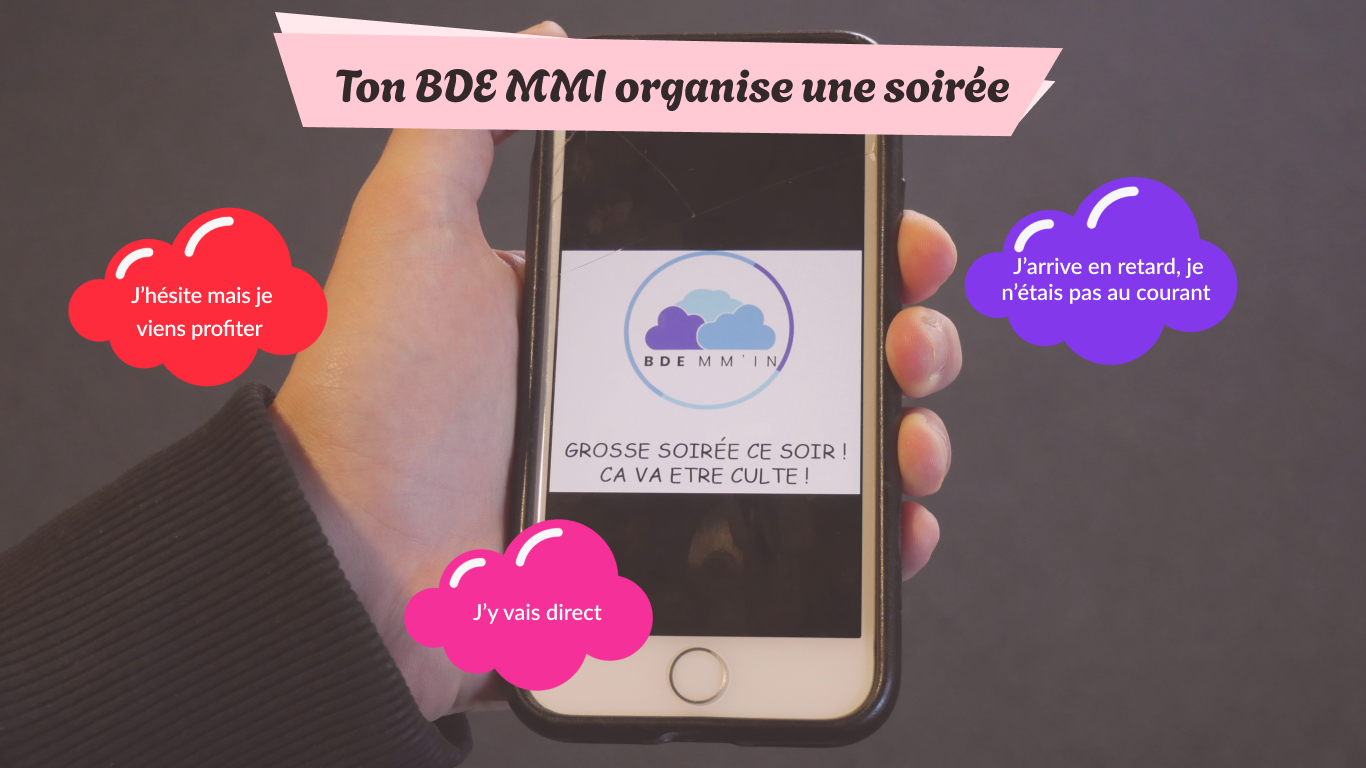 Ton BDE MMI organise une soirée
J'hésite mais je
viens profiter
J'arrive en retard, je
n'étais pas au courant
BDE MM'IN
GROSSE SOIRÉE CE SOIR !
CA VA ETRE CULTE !
J'y vais direct